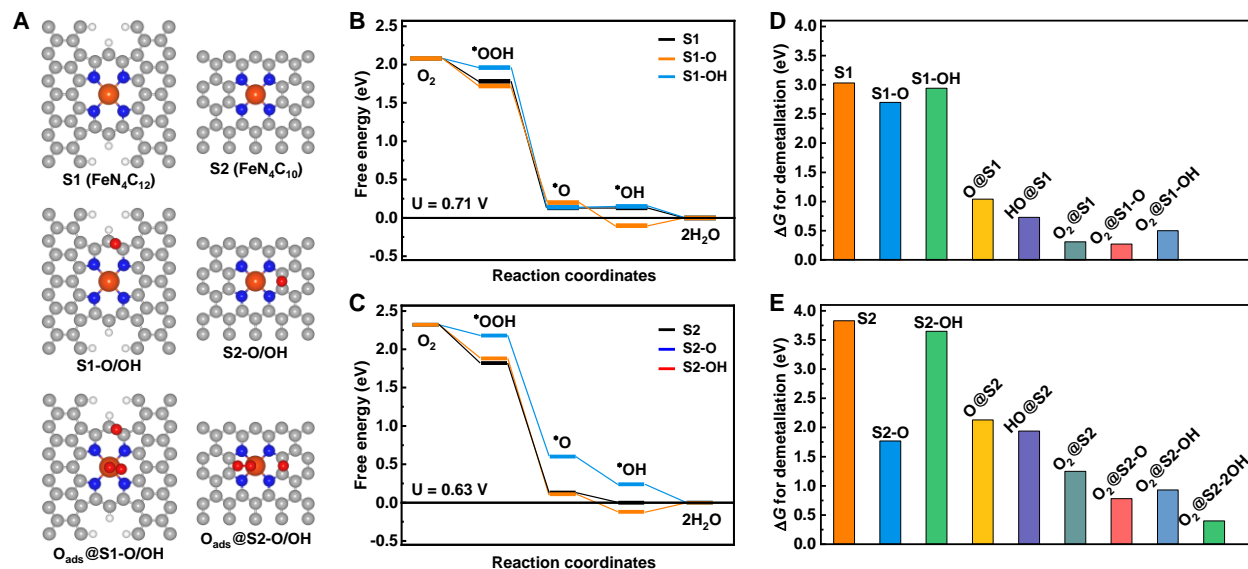 A
S1 (FeN₄C₁₂)
S2 (FeN₄C₁₀)
S1-O/OH
S2-O/OH
Oads@S1-O/OH
Oads@S2-O/OH
B
Free energy (eV)
2.5
2.0
1.5
1.0
0.5
0.0
-0.5
O₂
*OOH
*O
*OH
2H₂O
U = 0.71 V
S1
S1-O
S1-OH
Reaction coordinates
C
Free energy (eV)
2.5
2.0
1.5
1.0
0.5
0.0
-0.5
O₂
*OOH
*O
*OH
2H₂O
U = 0.63 V
S2
S2-O
S2-OH
Reaction coordinates
D
ΔG for demetallation (eV)
4.0
3.5
3.0
2.5
2.0
1.5
1.0
0.5
0.0
S1
S1-O
S1-OH
O@S1
HO@S1
O₂@S1
O₂@S1-O
O₂@S1-OH
E
ΔG for demetallation (eV)
4.0
3.5
3.0
2.5
2.0
1.5
1.0
0.5
0.0
S2
S2-O
S2-OH
O@S2
HO@S2
O₂@S2
O₂@S2-O
O₂@S2-OH
O₂@S2-2OH